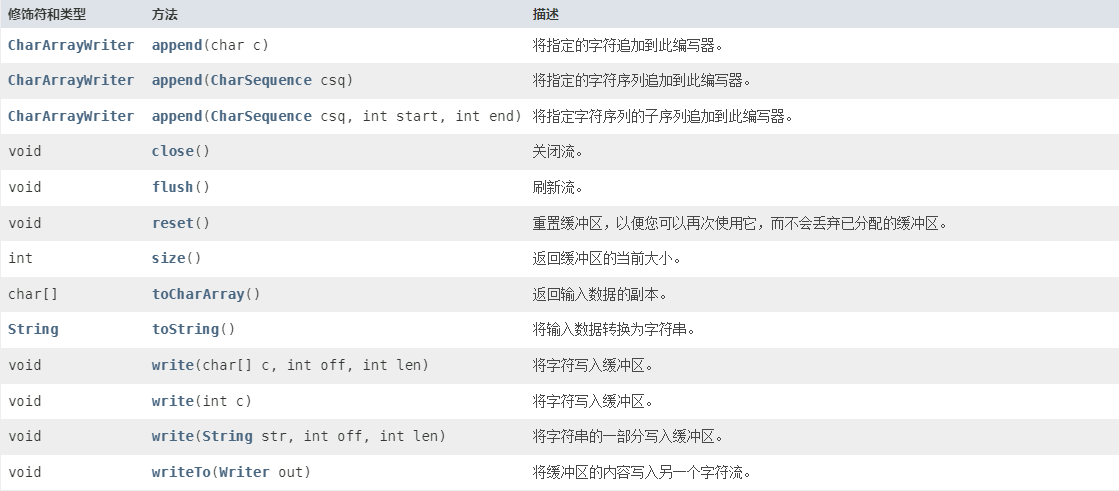 修饰符和类型 方法 描述
CharArrayWriter append(char c) 将指定的字符追加到此编写器。
CharArrayWriter append(CharSequence csq) 将指定的字符序列追加到此编写器。
CharArrayWriter append(CharSequence csq, int start, int end) 将指定字符序列的子序列追加到此编写器。
void close() 关闭流。
void flush() 刷新流。
void reset() 重置缓冲区，以便您可以再次使用它，而不会丢弃已分配的缓冲区。
int size() 返回缓冲区的当前大小。
char[] toCharArray() 返回输入数据的副本。
String toString() 将输入数据转换为字符串。
void write(char[] c, int off, int len) 将字符写入缓冲区。
void write(int c) 将字符写入缓冲区。
void write(String str, int off, int len) 将字符串的一部分写入缓冲区。
void writeTo(Writer out) 将缓冲区的内容写入另一个字符流。